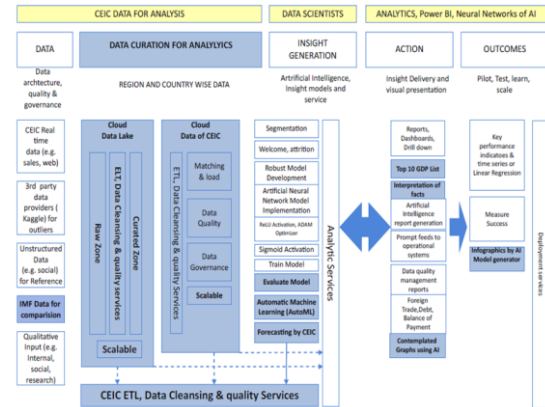 CEIC DATA FOR ANALYSIS
DATA SCIENTISTS
ANALYTICS, Power BI, Neural Networks of AI
DATA
DATA CURATION FOR ANALYLYICS
INSIGHT
GENERATION
ACTION
OUTCOMES
Data
archtecture,
quality &
governance
REGION AND COUNTRY WISE DATA
Artrificial Intelligence,
Insight models and
service
Insight Delivery and
visual presentation
Pilot, Test, learn,
scale
CEIC Real
time
data (e.g.
sales, web)
3rd party
data
providers (
Kaggle) for
outliers
Unstructured
Data
(e.g. social) for
Reference
IMF Data for
comparision
Qualitative
Input (e.g.
Internal,
social,
research)
Cloud
Data Lake
Raw Zone
ELT, Data Cleansing & quality services
Curated Zone
Scalable
Cloud
Data of CEIC
ETL, Data Cleansing & quality services
Matching
& load
Data
Quality
Data
Governance
Scalable
CEIC ETL, Data Cleansing & quality Services
Segmentation
Welcome, attrition
Robust Model
Development
Artificial Neural
Network Model
Implementation
ReLU Activation, ADAM
Optimizer
Sigmoid Activation
Train Model
Evaluate Model
Automatic Machine
Learning (AutoML)
Forecasting by CEIC
Analytic Services
Reports,
Dashboards,
Drill down
Top 10 GDP List
Interpretation of
facts
Artificial
Intelligence
report generation
Prompt feeds to
operational
systems
Data quality
management
reports
Foreign
Trade,Debt,
Balance of
Payment
Contemplated
Graphs using AI
Key
performance
indicatoes &
time series or
Linear Regression
Measure
Success
Infographics by AI
Model generator
Deployment services